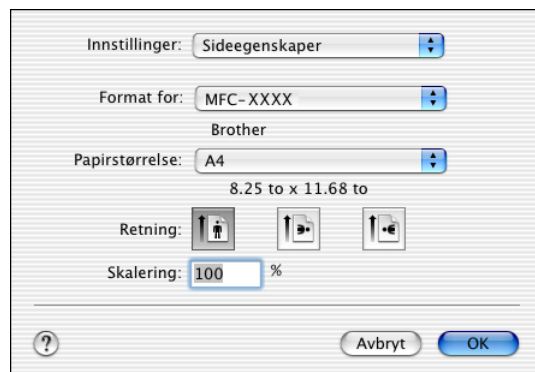 Innstillinger: Sideegenskaper
Format for: MFC-XXXX
Brother
Papirstørrelse: A4
8.25 to x 11.68 to
Retning:
Skalering: 100 %
? Avbryt OK